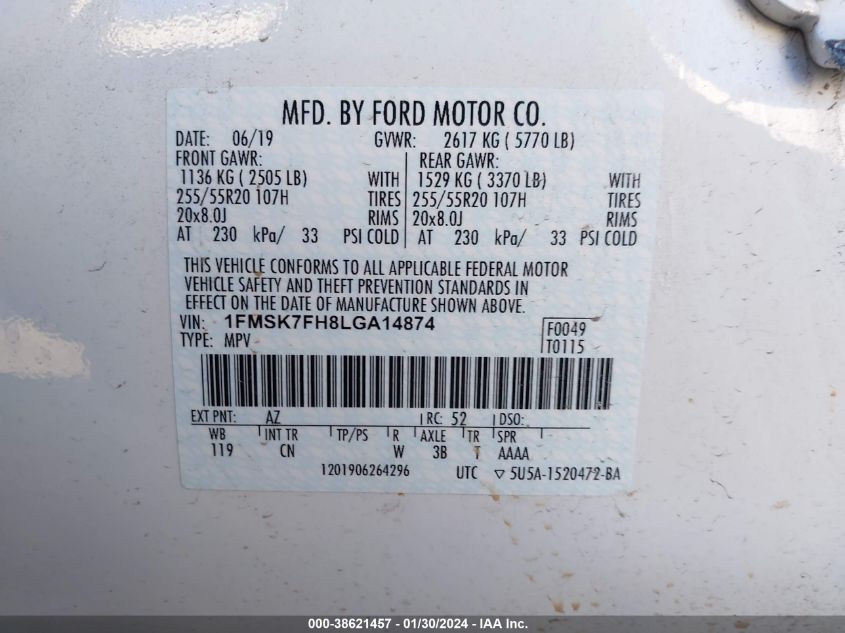 MFD. BY FORD MOTOR CO.
DATE: 06/19 GVWR: 2617 KG ( 5770 LB)
FRONT GAWR: REAR GAWR:
1136 KG ( 2505 LB) WITH 1529 KG ( 3370 LB) WITH
255/55R20 107H TIRES 255/55R20 107H TIRES
20x8.0J RIMS 20x8.0J RIMS
AT 230 kPa/ 33 PSI COLD AT 230 kPa/ 33 PSI COLD
THIS VEHICLE CONFORMS TO ALL APPLICABLE FEDERAL MOTOR
VEHICLE SAFETY AND THEFT PREVENTION STANDARDS IN
EFFECT ON THE DATE OF MANUFACTURE SHOWN ABOVE.
VIN: 1FMSK7FH8LGA14874 F0049
TYPE: MPV T0115
EXT PNT: AZ RC: 52 DSO:
WB INT TR TP/PS R AXLE TR SPR
119 CN W 3B T AAAA
1201906264296 UTC ▽ 5U5A-1520472-BA
000-38621457 - 01/30/2024 - IAA Inc.